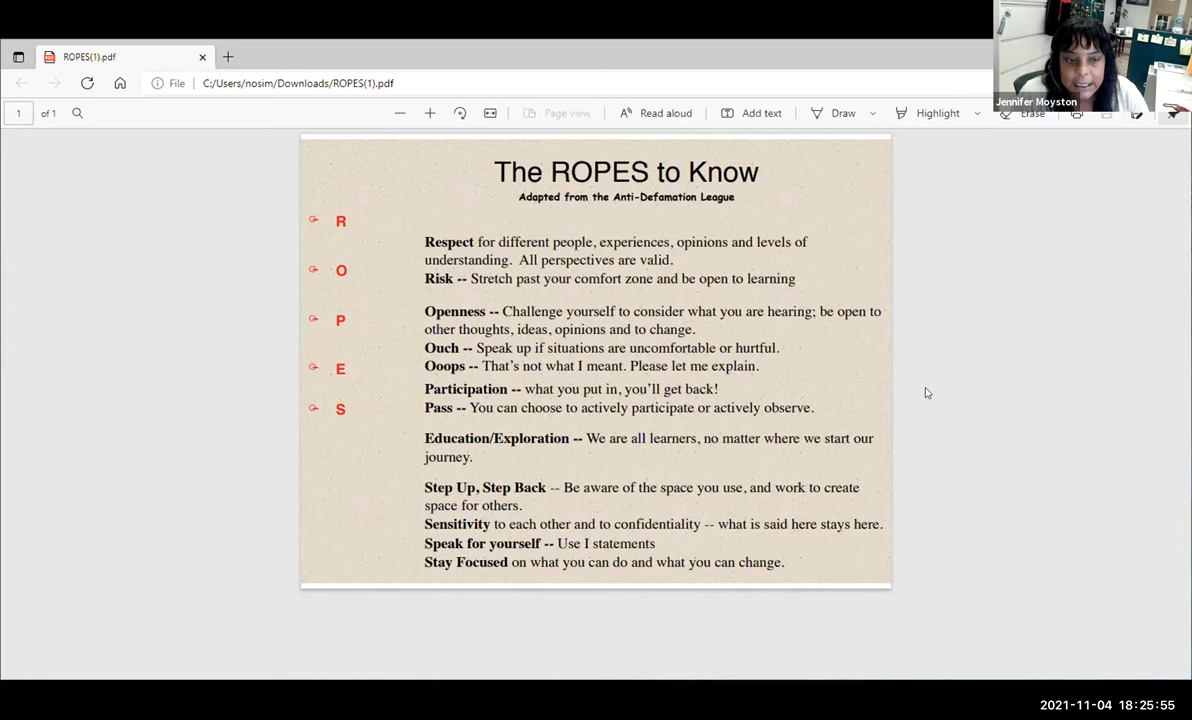 ROPES(1).pdf
File C:/Users/nosim/Downloads/ROPES(1).pdf
Jennifer Moyston
1 of 1 Page view Read aloud Add text Draw Highlight Erase
The ROPES to Know
Adapted from the Anti-Defamation League
R
Respect for different people, experiences, opinions and levels of
understanding. All perspectives are valid.
Risk -- Stretch past your comfort zone and be open to learning
O
Openness -- Challenge yourself to consider what you are hearing; be open to
other thoughts, ideas, opinions and to change.
Ouch -- Speak up if situations are uncomfortable or hurtful.
Ooops -- That's not what I meant. Please let me explain.
P
Participation -- what you put in, you'll get back!
Pass -- You can choose to actively participate or actively observe.
E
Education/Exploration -- We are all learners, no matter where we start our
journey.
S
Step Up, Step Back -- Be aware of the space you use, and work to create
space for others.
Sensitivity to each other and to confidentiality -- what is said here stays here.
Speak for yourself -- Use I statements
Stay Focused on what you can do and what you can change.
2021-11-04 18:25:55